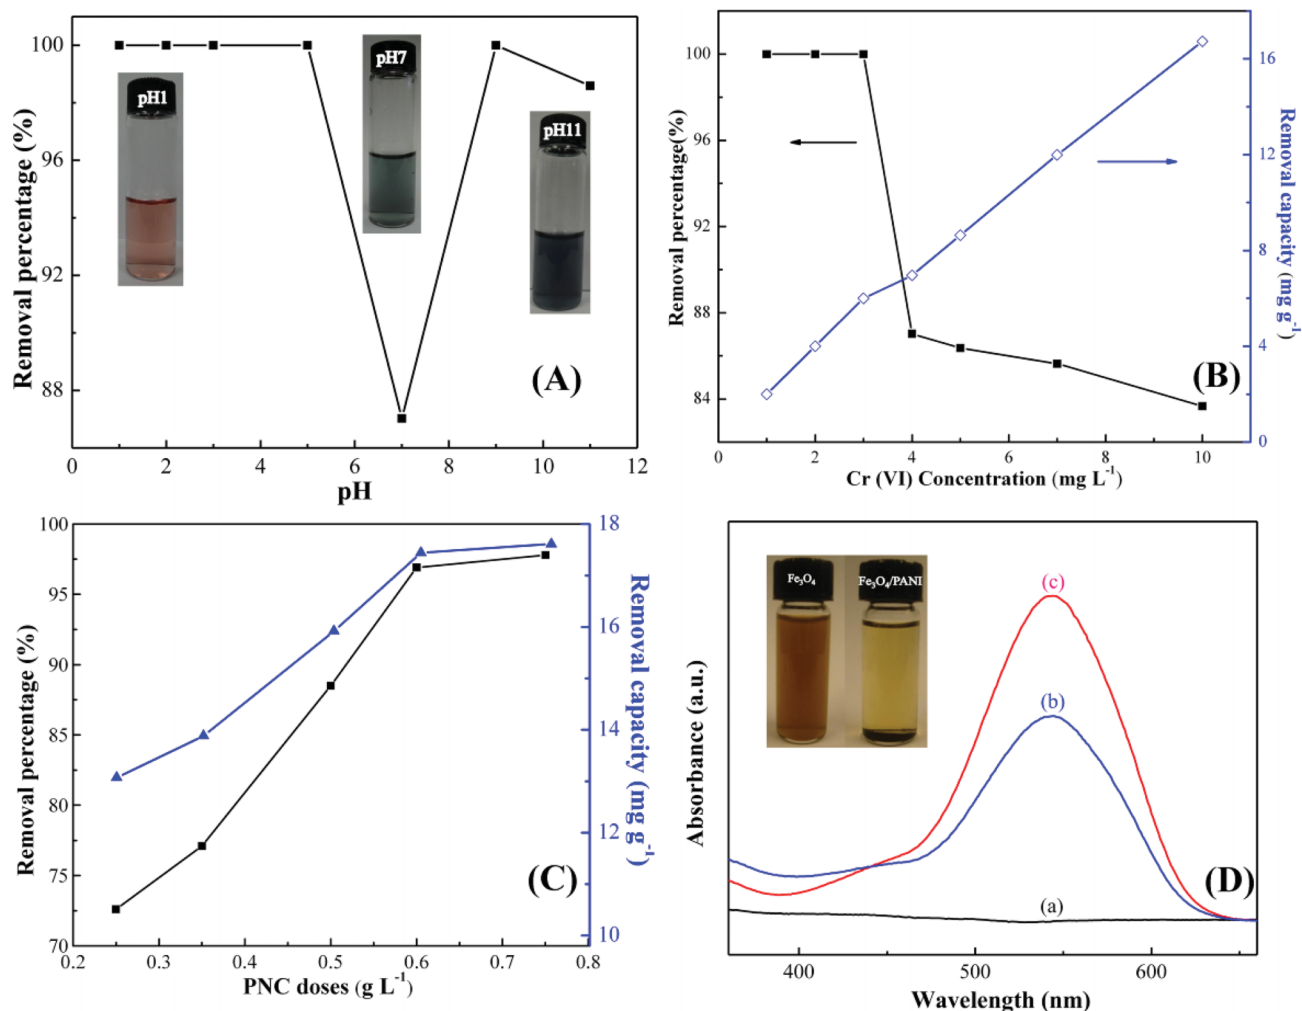 Removal percentage (%)
100
96
92
88
0
2
4
6
8
10
12
pH
pH1
pH7
pH11
(A)
Removal percentage(%)
100
96
92
88
84
0
2
4
6
8
10
Cr (VI) Concentration (mg L⁻¹)
16
12
8
4
0
Removal capacity (mg g⁻¹)
(B)
Removal percentage (%)
100
95
90
85
80
75
70
0.2
0.3
0.4
0.5
0.6
0.7
0.8
PNC doses (g L⁻¹)
18
16
14
12
10
Removal capacity (mg g⁻¹)
(C)
Absorbance (a.u.)
Fe₃O₄
Fe₃O₄/PANI
(c)
(b)
(a)
(D)
400
500
600
Wavelength (nm)